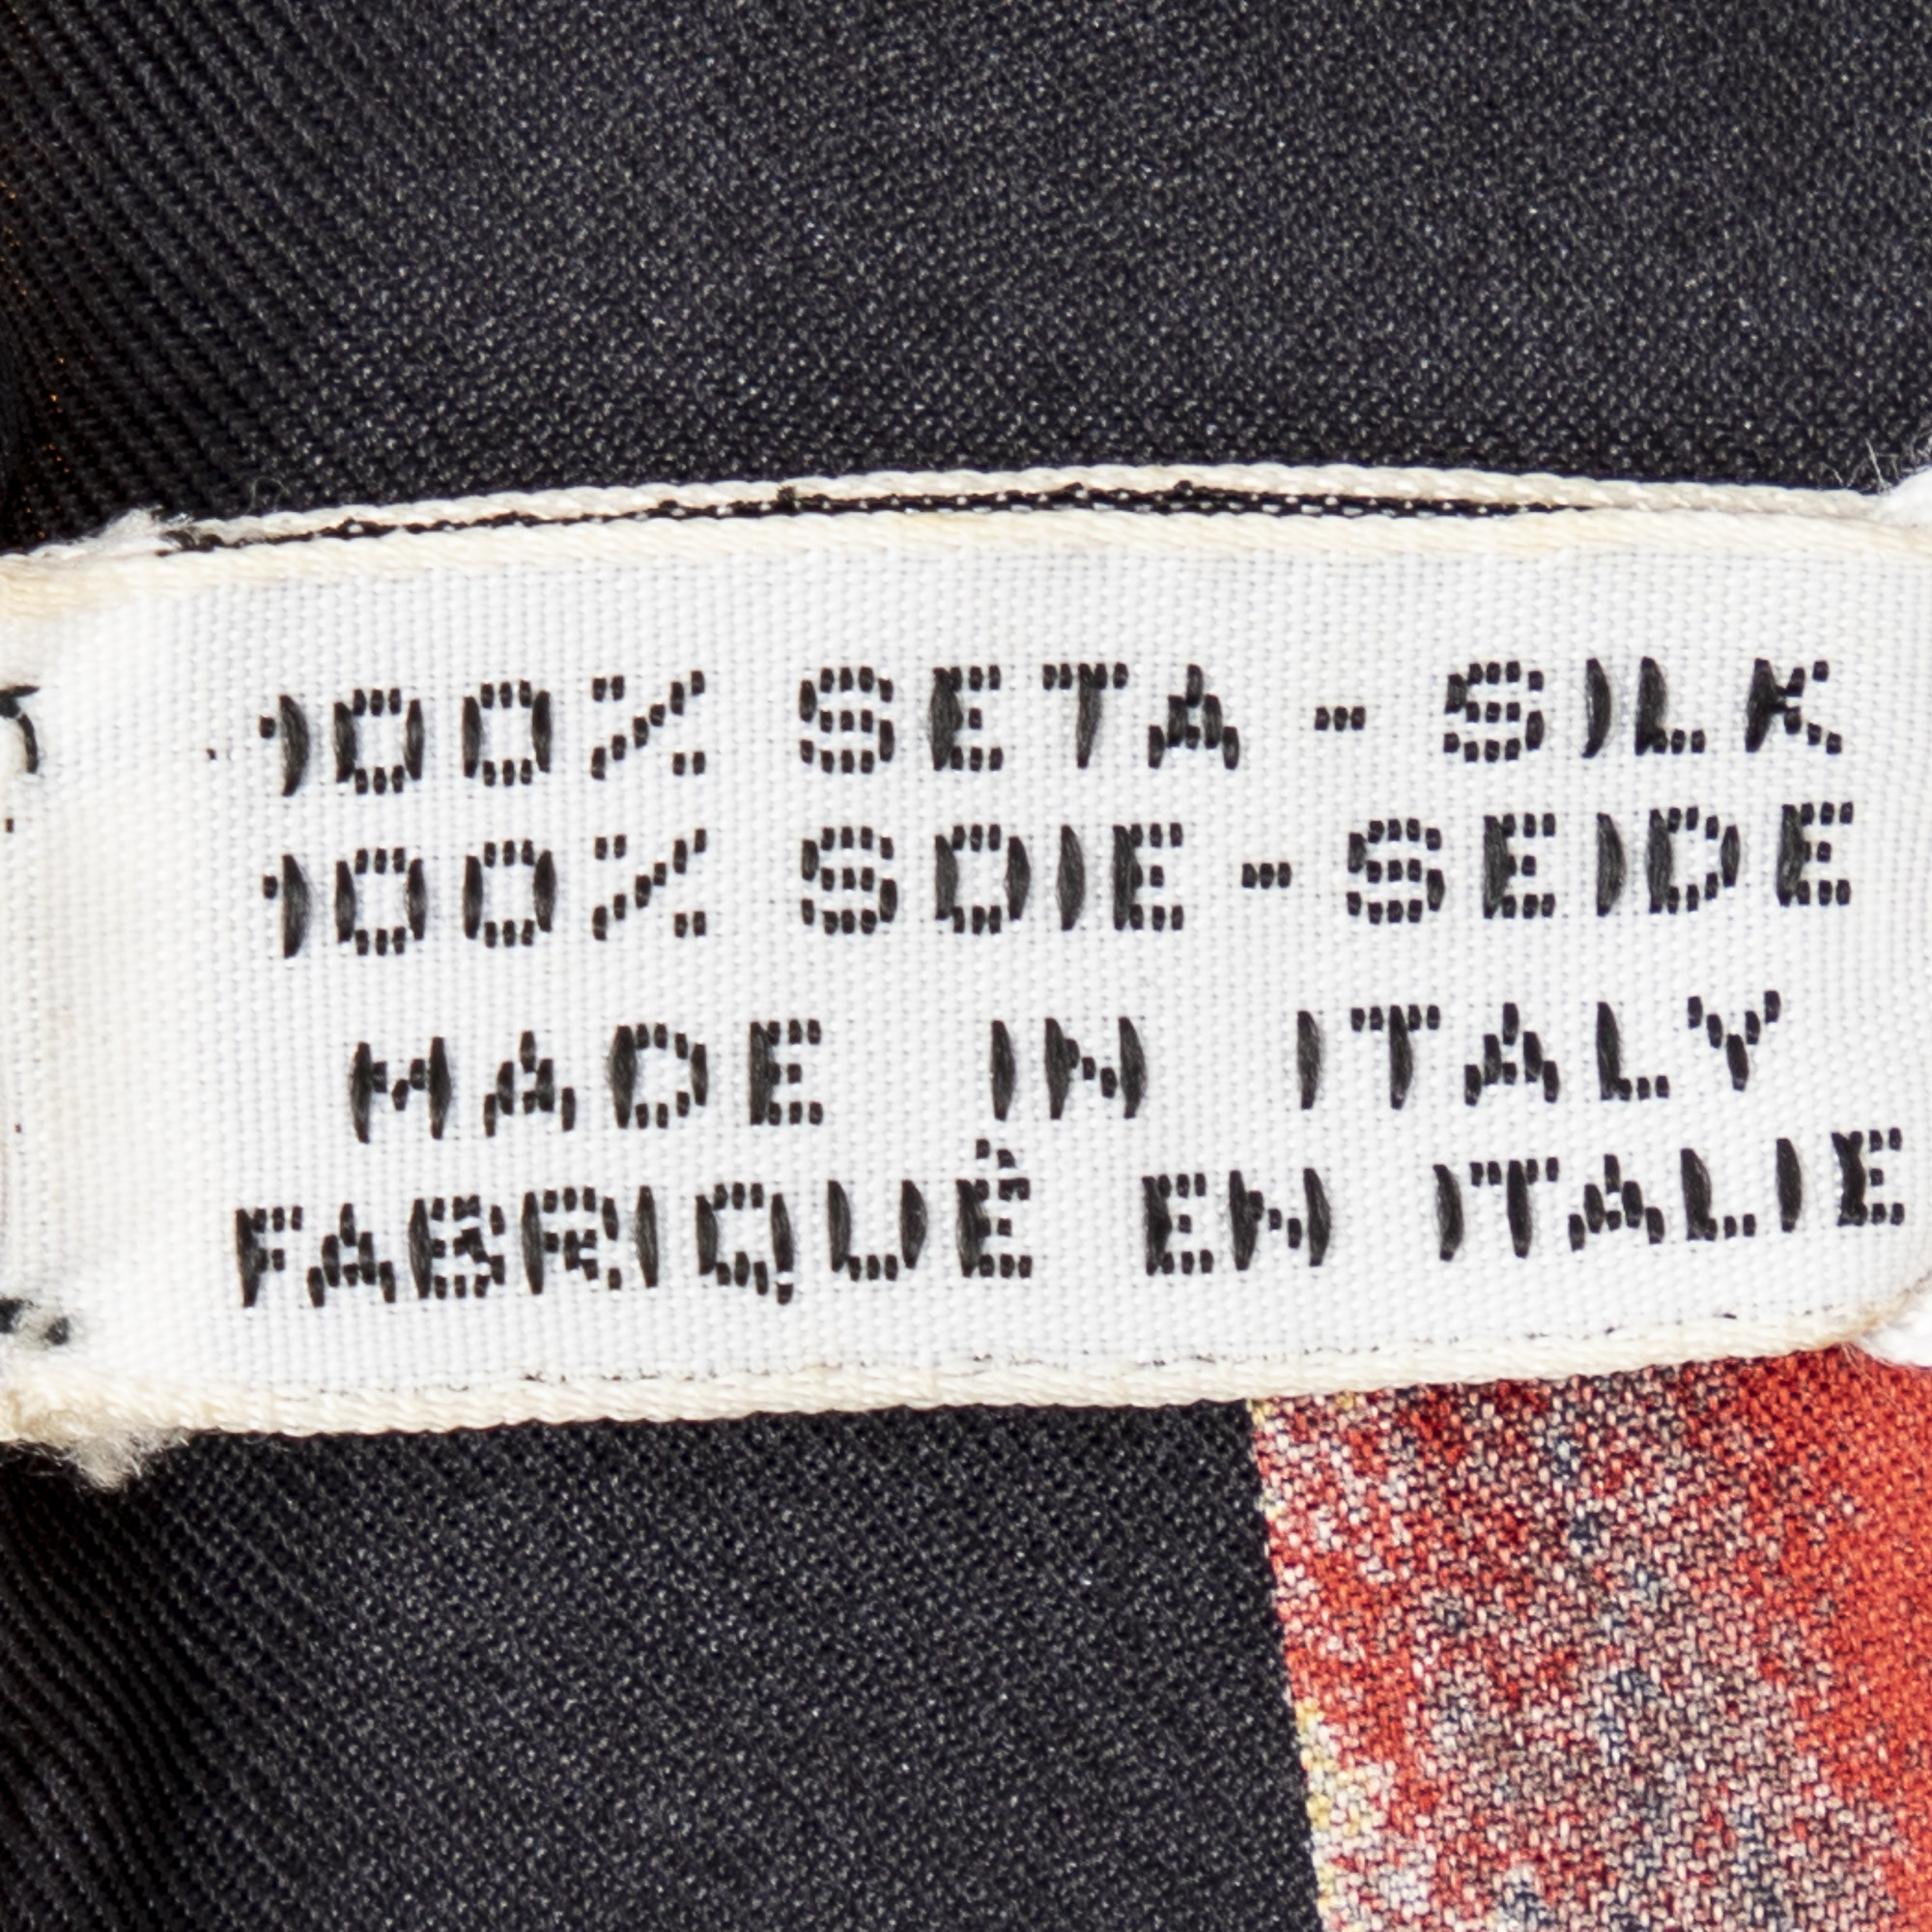 100% SETA - SILK
100% SOIE - SEIDE
MADE IN ITALY
FABRIQUÈ EN ITALIE